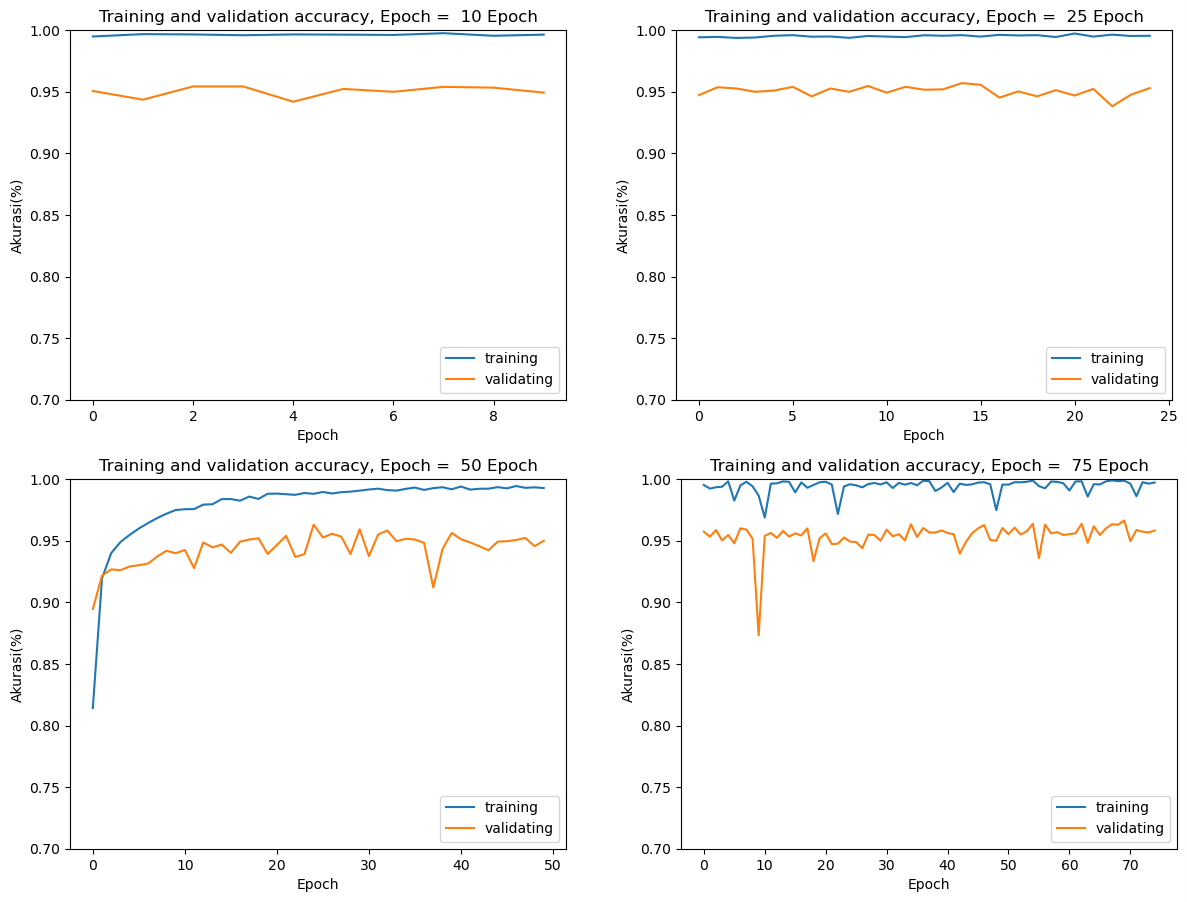 Training and validation accuracy, Epoch =  10 Epoch
1.00
0.95
0.90
0.85
0.80
0.75
0.70
Akurasi(%)
training
validating
0 2 4 6 8
Epoch
Training and validation accuracy, Epoch =  25 Epoch
1.00
0.95
0.90
0.85
0.80
0.75
0.70
Akurasi(%)
training
validating
0 5 10 15 20 25
Epoch
Training and validation accuracy, Epoch =  50 Epoch
1.00
0.95
0.90
0.85
0.80
0.75
0.70
Akurasi(%)
training
validating
0 10 20 30 40 50
Epoch
Training and validation accuracy, Epoch =  75 Epoch
1.00
0.95
0.90
0.85
0.80
0.75
0.70
Akurasi(%)
training
validating
0 10 20 30 40 50 60 70
Epoch